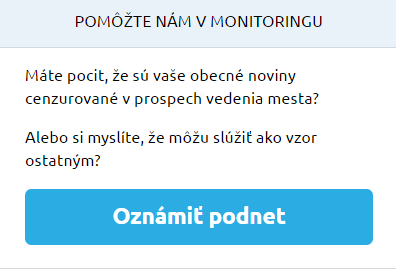 POMÔŽTE NÁM V MONITORINGU
Máte pocit, že sú vaše obecné noviny
cenzurované v prospech vedenia mesta?
Alebo si myslíte, že môžu slúžiť ako vzor
ostatným?
Oznámiť podnet